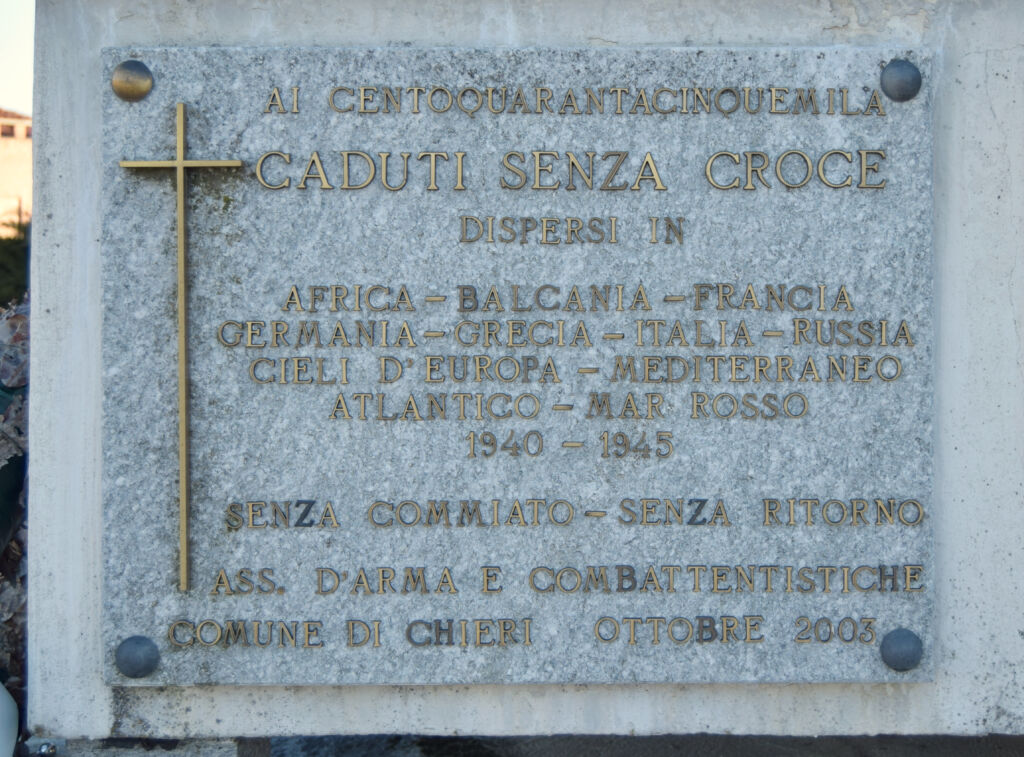 AI CENTOQUARANTACINQUEMILA
CADUTI SENZA CROCE
DISPERSI IN
AFRICA - BALCANIA - FRANCIA
GERMANIA - GRECIA - ITALIA - RUSSIA
CIELI D'EUROPA - MEDITERRANEO
ATLANTICO - MAR ROSSO
1940 - 1945
SENZA COMMIATO - SENZA RITORNO
ASS. D'ARMA E COMBATTENTISTICHE
COMUNE DI CHIERI OTTOBRE 2003